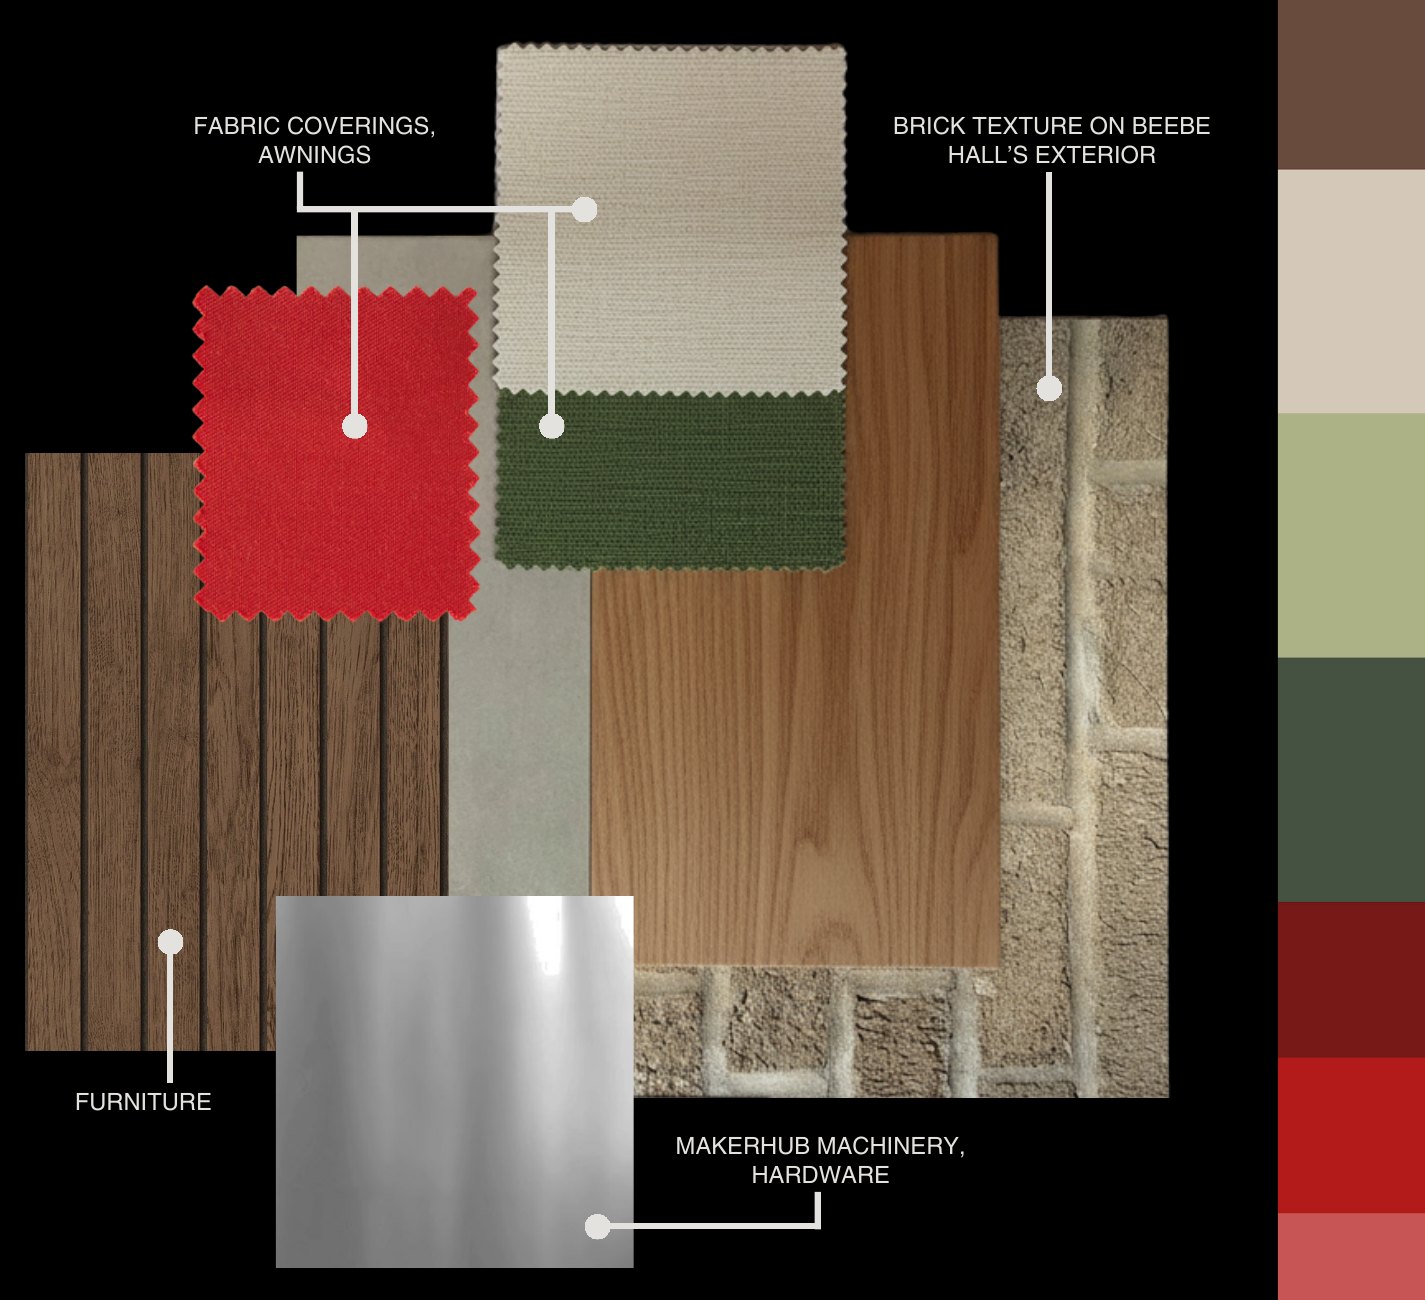 FABRIC COVERINGS,
AWNINGS
BRICK TEXTURE ON BEEBE
HALL’S EXTERIOR
FURNITURE
MAKERHUB MACHINERY,
HARDWARE